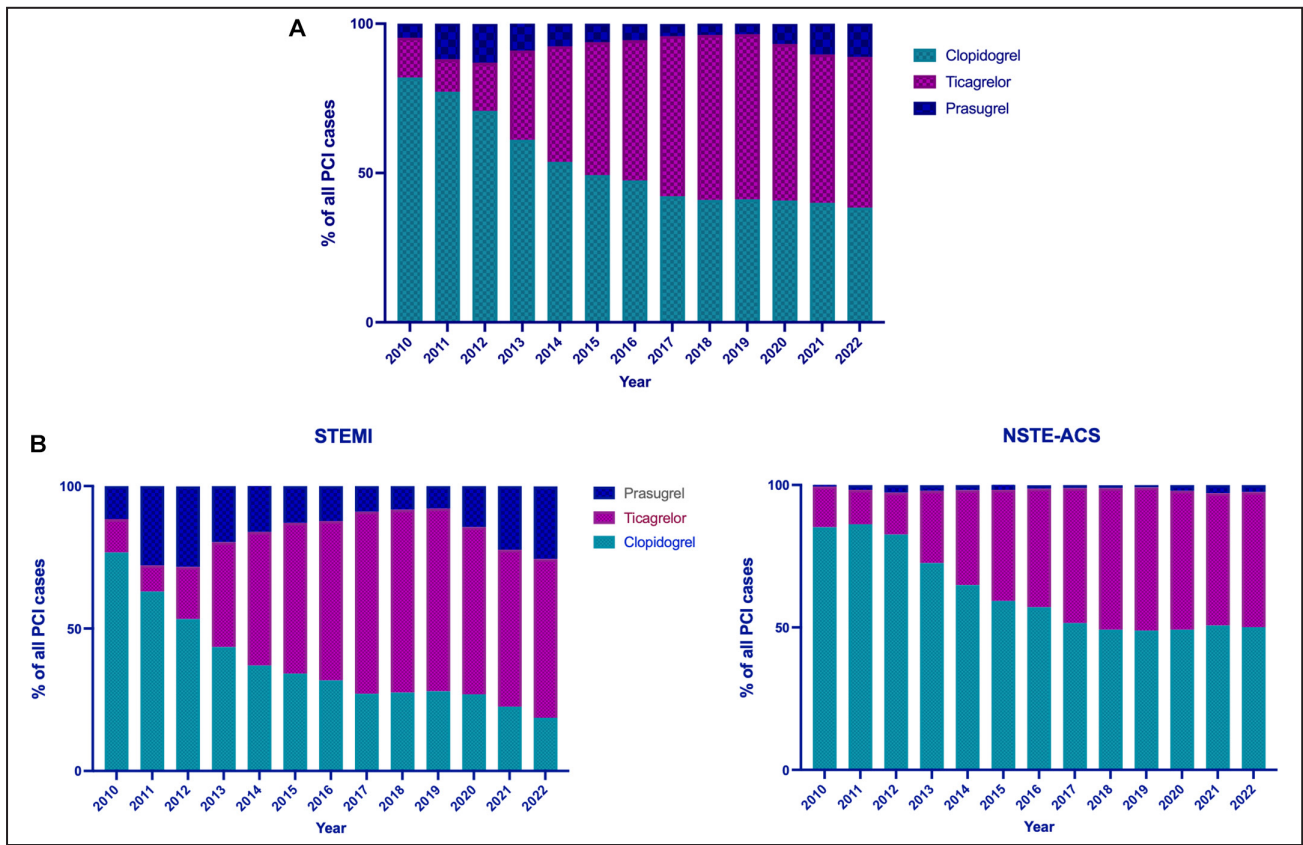 A
% of all PCI cases
100
50
0
2010 2011 2012 2013 2014 2015 2016 2017 2018 2019 2020 2021 2022
Year
Clopidogrel
Ticagrelor
Prasugrel
B
STEMI
% of all PCI cases
100
50
0
2010 2011 2012 2013 2014 2015 2016 2017 2018 2019 2020 2021 2022
Year
Prasugrel
Ticagrelor
Clopidogrel
NSTE-ACS
% of all PCI cases
100
50
0
2010 2011 2012 2013 2014 2015 2016 2017 2018 2019 2020 2021 2022
Year